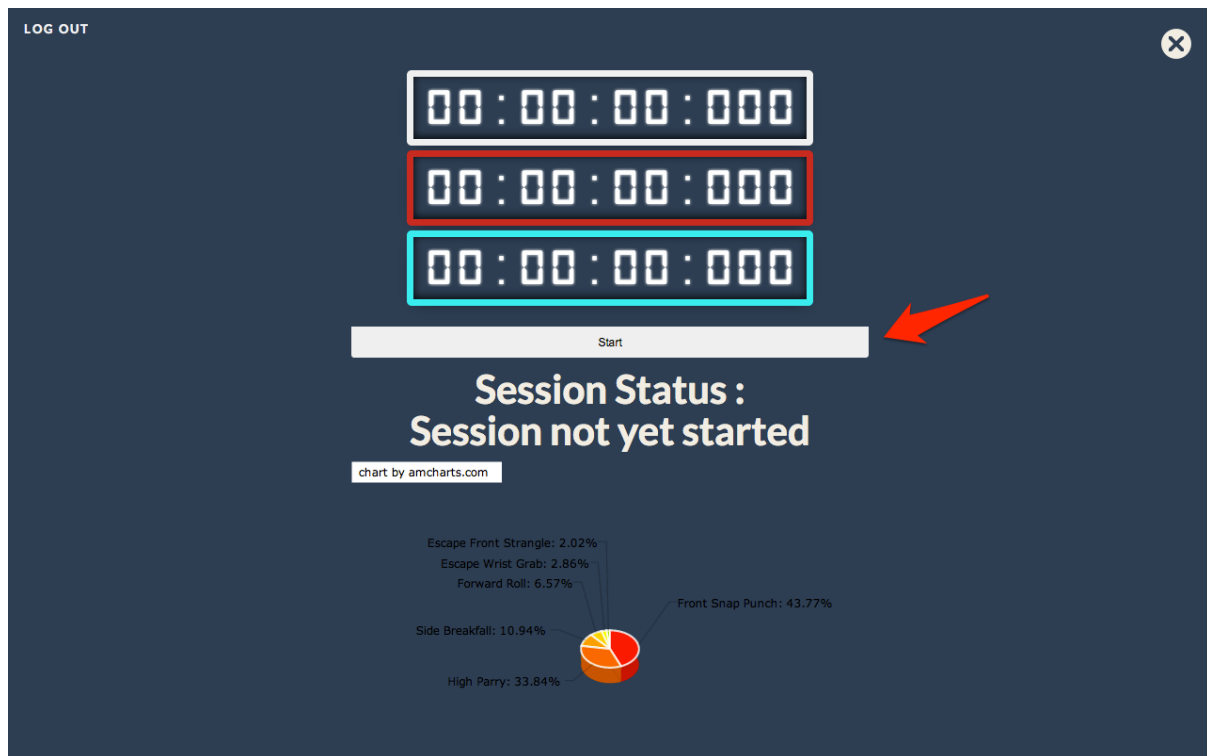 LOG OUT
00:00:00:000
00:00:00:000
00:00:00:000
Start
Session Status :
Session not yet started
chart by amcharts.com
Escape Front Strangle: 2.02%
Escape Wrist Grab: 2.86%
Forward Roll: 6.57%
Front Snap Punch: 43.77%
Side Breakfall: 10.94%
High Parry: 33.84%